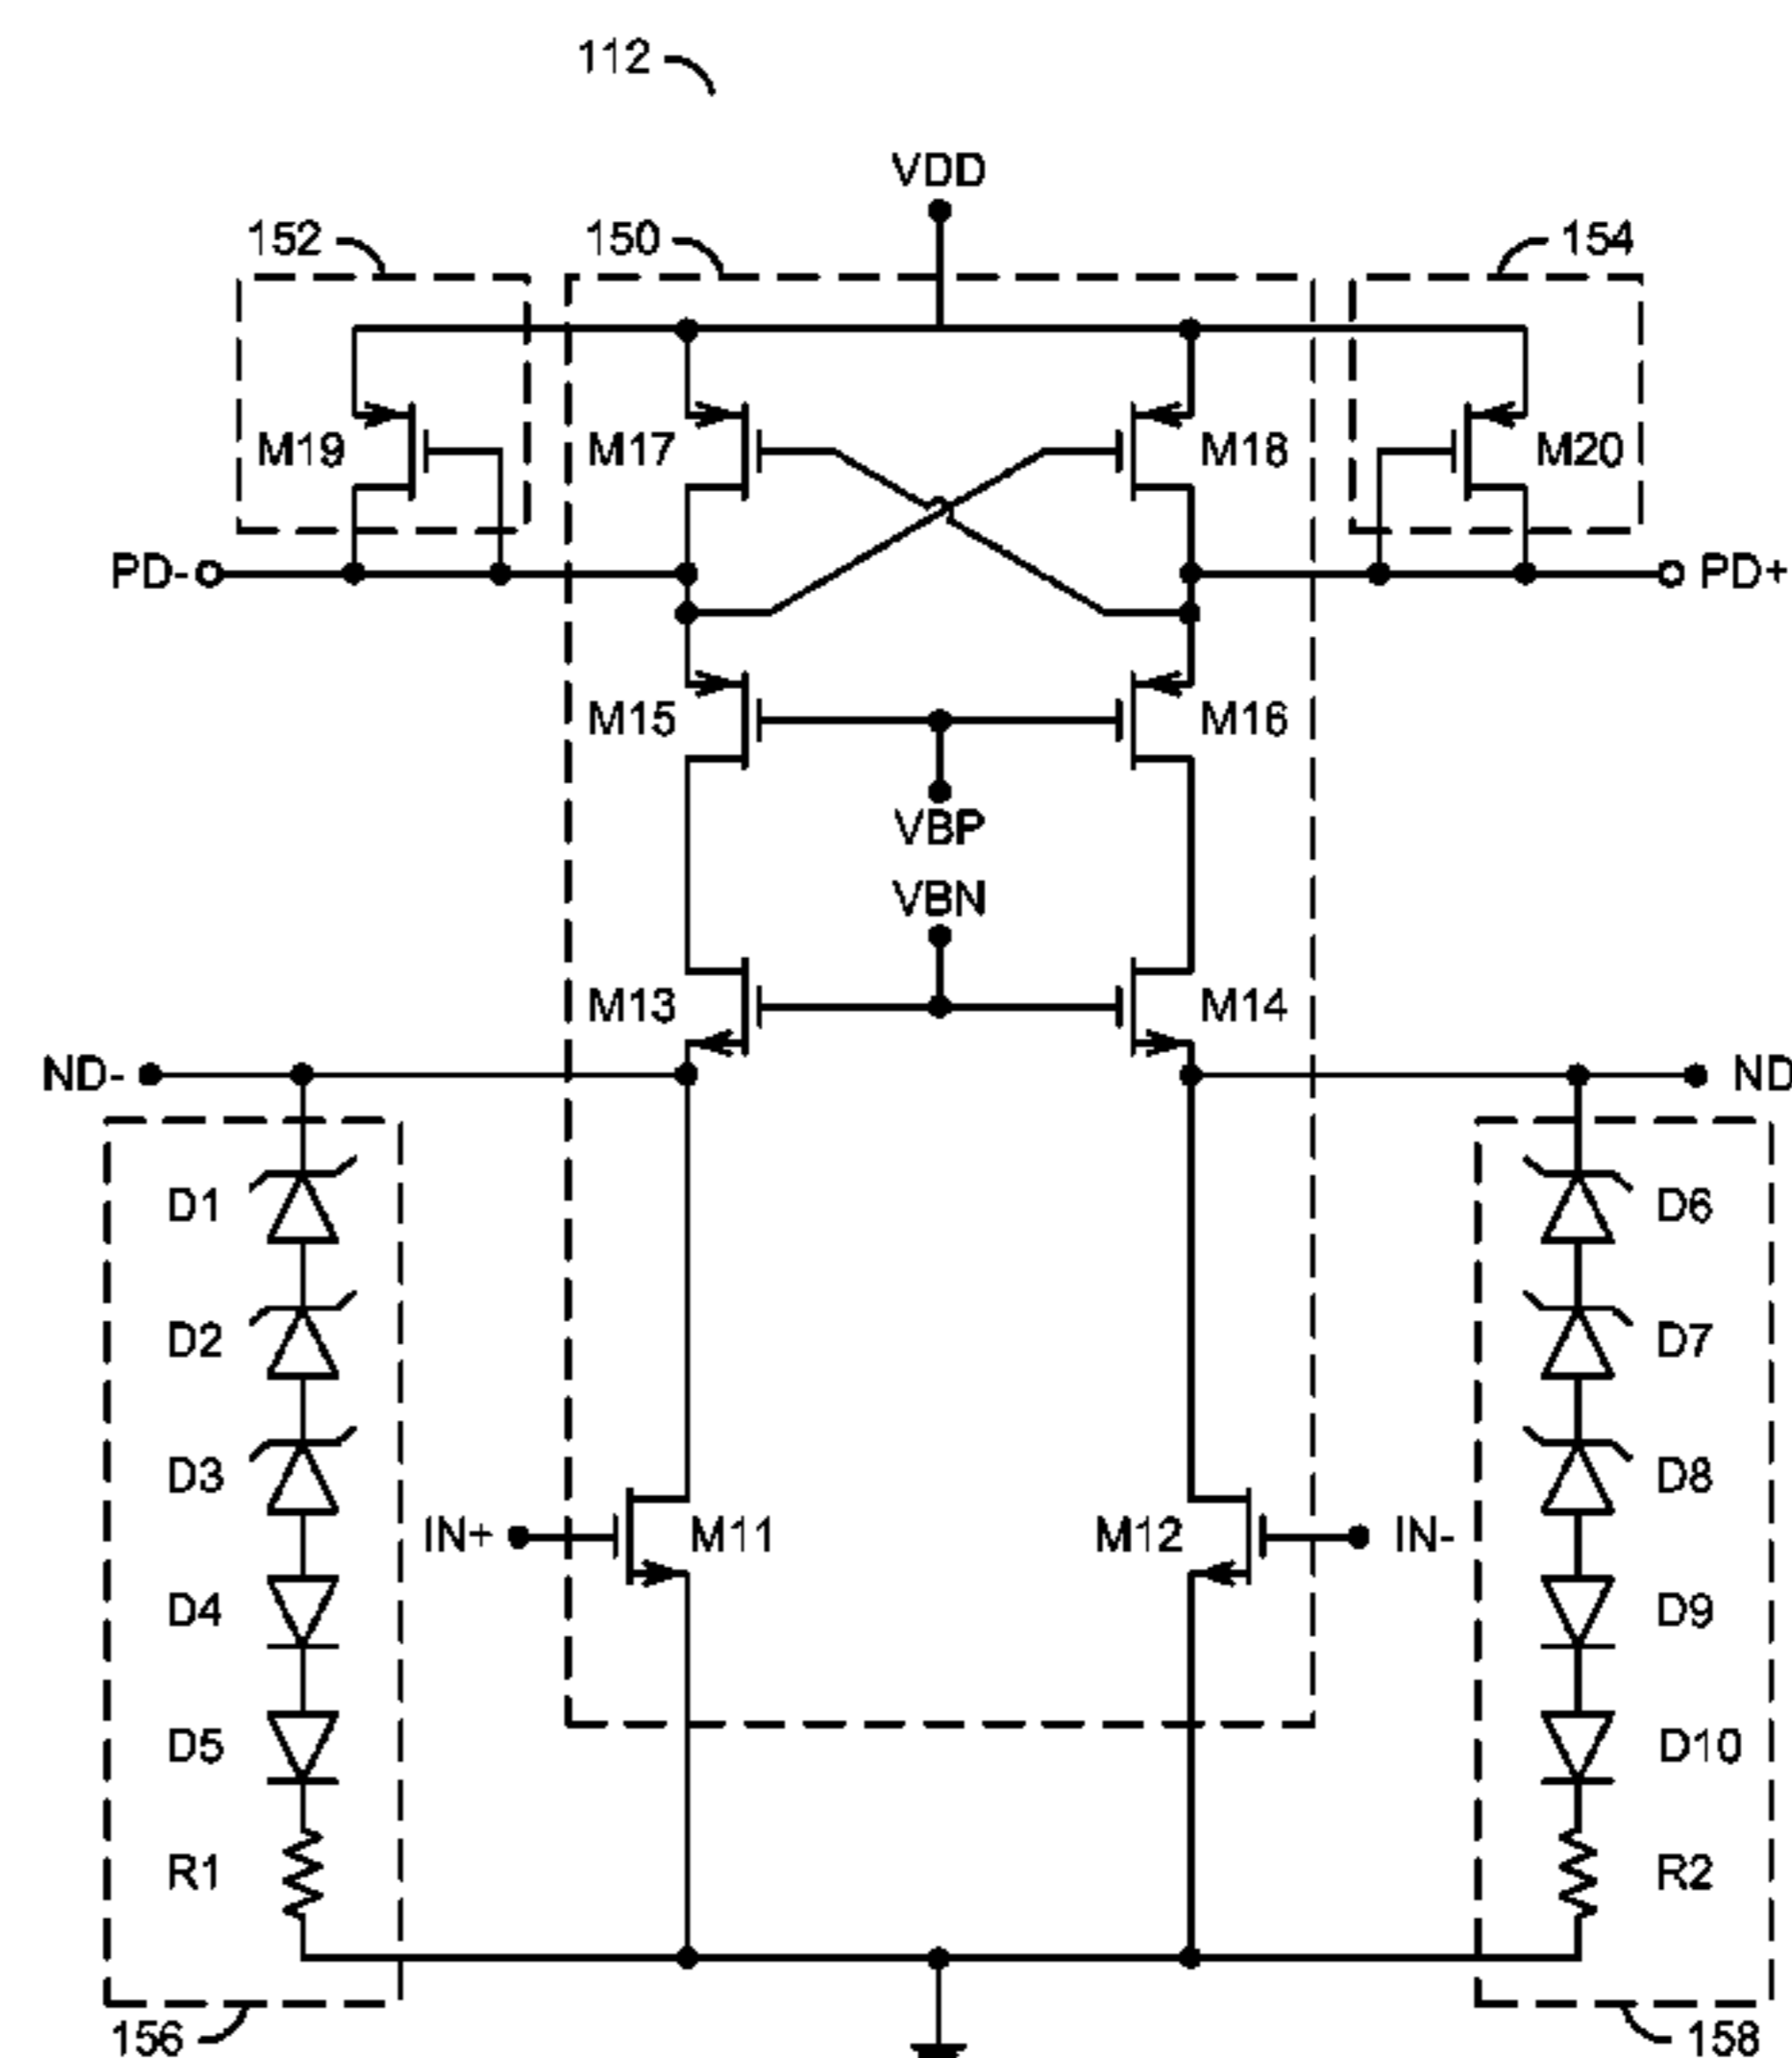 112
VDD
152
150
154
M19
M17
M18
M20
PD-
PD+
M15
M16
VBP
VBN
M13
M14
ND-
ND
D1
D6
D2
D7
D3
D8
IN+
M11
M12
IN-
D4
D9
D5
D10
R1
R2
156
158